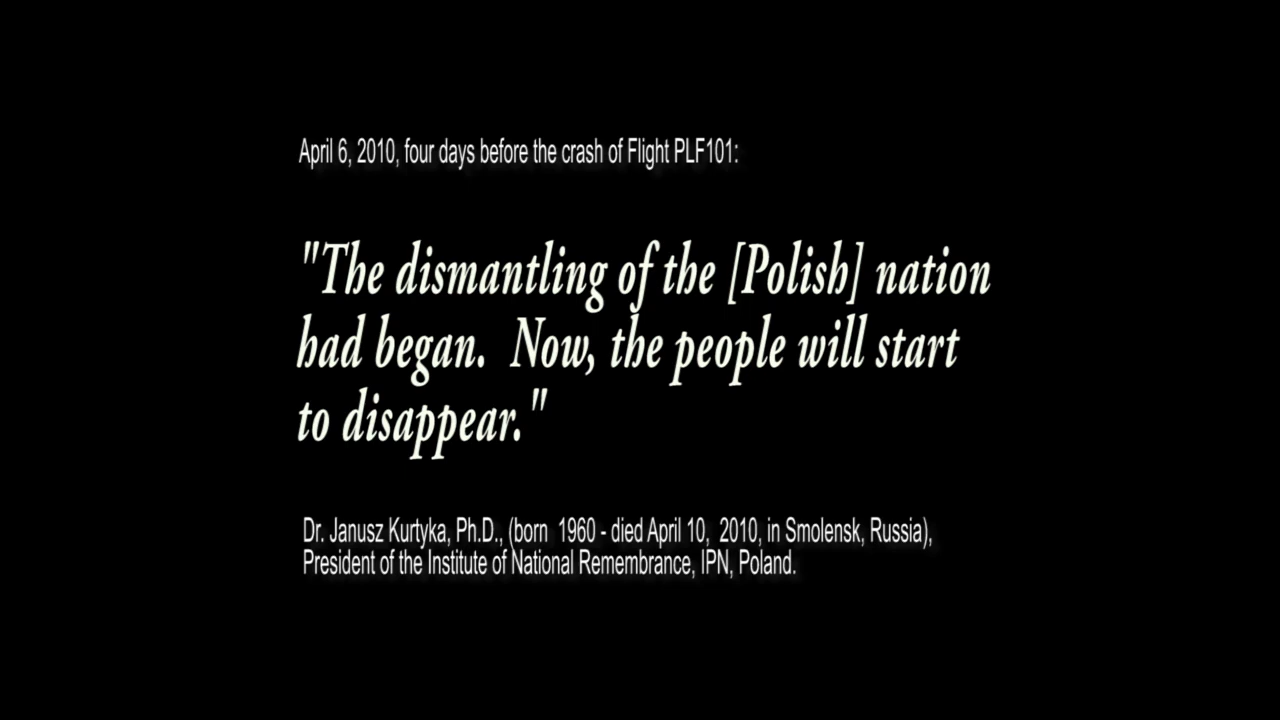 April 6, 2010, four days before the crash of Flight PLF101:
"The dismantling of the [Polish] nation
had began. Now, the people will start
to disappear."
Dr. Janusz Kurtyka, Ph.D., (born 1960 - died April 10, 2010, in Smolensk, Russia),
President of the Institute of National Remembrance, IPN, Poland.